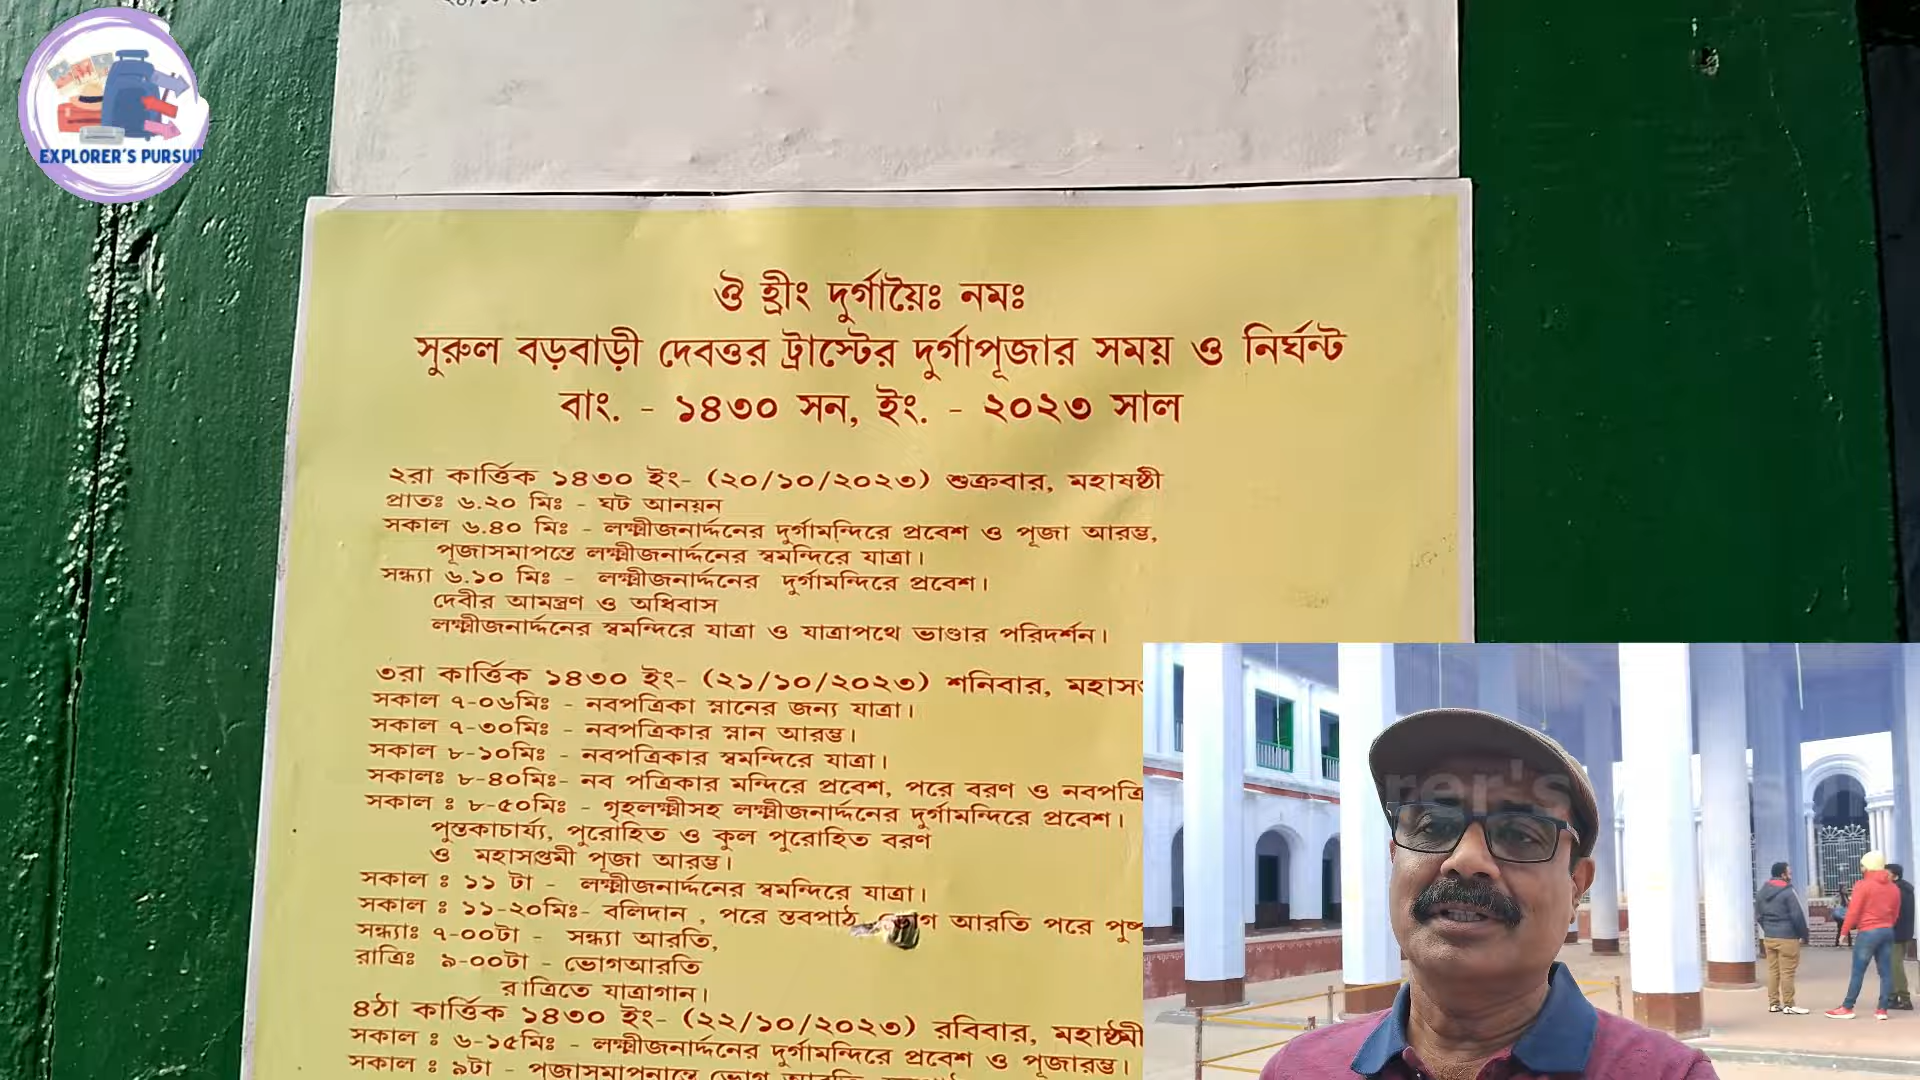 EXPLORER'S PURSUIT
ঔ হ্রীং দুর্গায়ৈঃ নমঃ
সুরুল বড়বাড়ী দেবত্তর ট্রাস্টের দুর্গাপূজার সময় ও নির্ঘন্ট
বাং. - ১৪৩০ সন, ইং. - ২০২৩ সাল
২রা কার্ত্তিক ১৪৩০ ইং- (২০/১০/২০২৩) শুক্রবার, মহাষষ্ঠী
প্রাতঃ ৬.২০ মিঃ - ঘট আনয়ন
সকাল ৬.৪০ মিঃ - লক্ষ্মীজনার্দ্দনের দুর্গামন্দিরে প্রবেশ ও পূজা আরম্ভ,
পূজাসমাপন্তে লক্ষ্মীজনার্দ্দনের স্বমন্দিরে যাত্রা।
সন্ধ্যা ৬.১০ মিঃ - লক্ষ্মীজনার্দ্দনের দুর্গামন্দিরে প্রবেশ।
দেবীর আমন্ত্রণ ও অধিবাস
লক্ষ্মীজনার্দ্দনের স্বমন্দিরে যাত্রা ও যাত্রাপথে ভাণ্ডার পরিদর্শন।
৩রা কার্ত্তিক ১৪৩০ ইং- (২১/১০/২০২৩) শনিবার,
সকাল ৭-০৬মিঃ - নবপত্রিকা স্নানের জন্য যাত্রা।
সকাল ৭-৩০মিঃ - নবপত্রিকার স্নান আরম্ভ।
সকাল ৮-১০মিঃ - নবপত্রিকার স্বমন্দিরে যাত্রা।
সকালঃ ৮-৪০মিঃ- নব পত্রিকার মন্দিরে প্রবেশ, পরে বরণ ও
সকাল ঃ ৮-৫০মিঃ - গৃহলক্ষ্মীসহ লক্ষ্মীজনার্দ্দনের দুর্গামন্দিরে প্রবেশ।
পুস্তকাচার্য্য, পুরোহিত ও কুল পুরোহিত বরণ
ও মহাসপ্তমী পূজা আরম্ভ।
সকাল ঃ ১১ টা - লক্ষ্মীজনার্দ্দনের স্বমন্দিরে যাত্রা।
সকাল ঃ ১১-২০মিঃ- বলিদান , পরে স্তবপাঠ আরতি পরে
সন্ধ্যাঃ ৭-০০টা - সন্ধ্যা আরতি,
রাত্রিঃ ৯-০০টা - ভোগআরতি
রাত্রিতে যাত্রাগান।
৪ঠা কার্ত্তিক ১৪৩০ ইং- (২২/১০/২০২৩) রবিবার,
সকাল ঃ ৬-১৫মিঃ - লক্ষ্মীজনার্দ্দনের দুর্গামন্দিরে প্রবেশ ও পূজারম্ভ।
সকাল ঃ ৯টা -